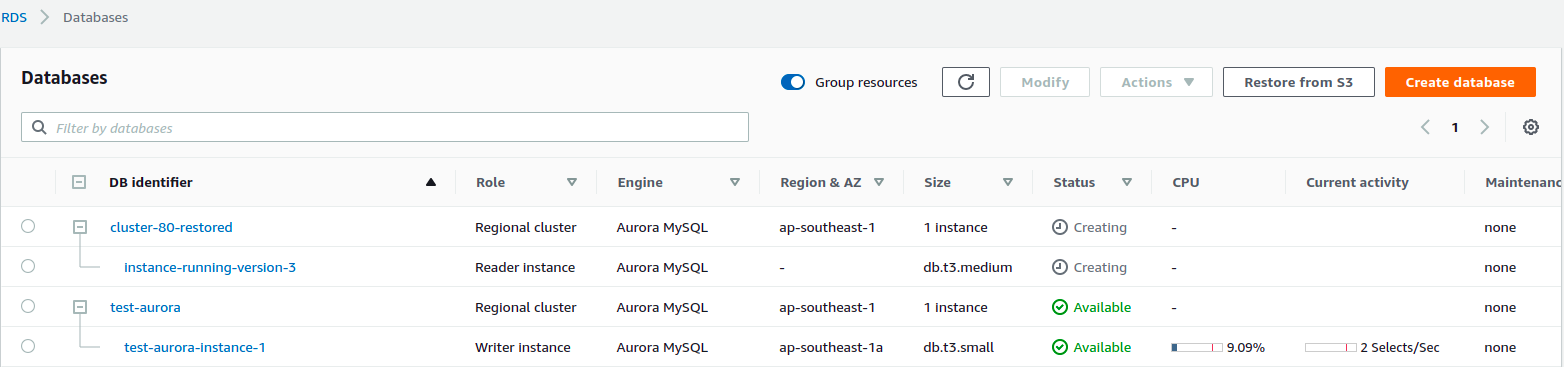 RDS > Databases
Databases
Group resources Modify Actions Restore from S3 Create database
Filter by databases 1
DB identifier Role Engine Region & AZ Size Status CPU Current activity Maintenanc
cluster-80-restored Regional cluster Aurora MySQL ap-southeast-1 1 instance Creating - none
instance-running-version-3 Reader instance Aurora MySQL - db.t3.medium Creating - none
test-aurora Regional cluster Aurora MySQL ap-southeast-1 1 instance Available - none
test-aurora-instance-1 Writer instance Aurora MySQL ap-southeast-1a db.t3.small Available 9.09% 2 Selects/Sec none